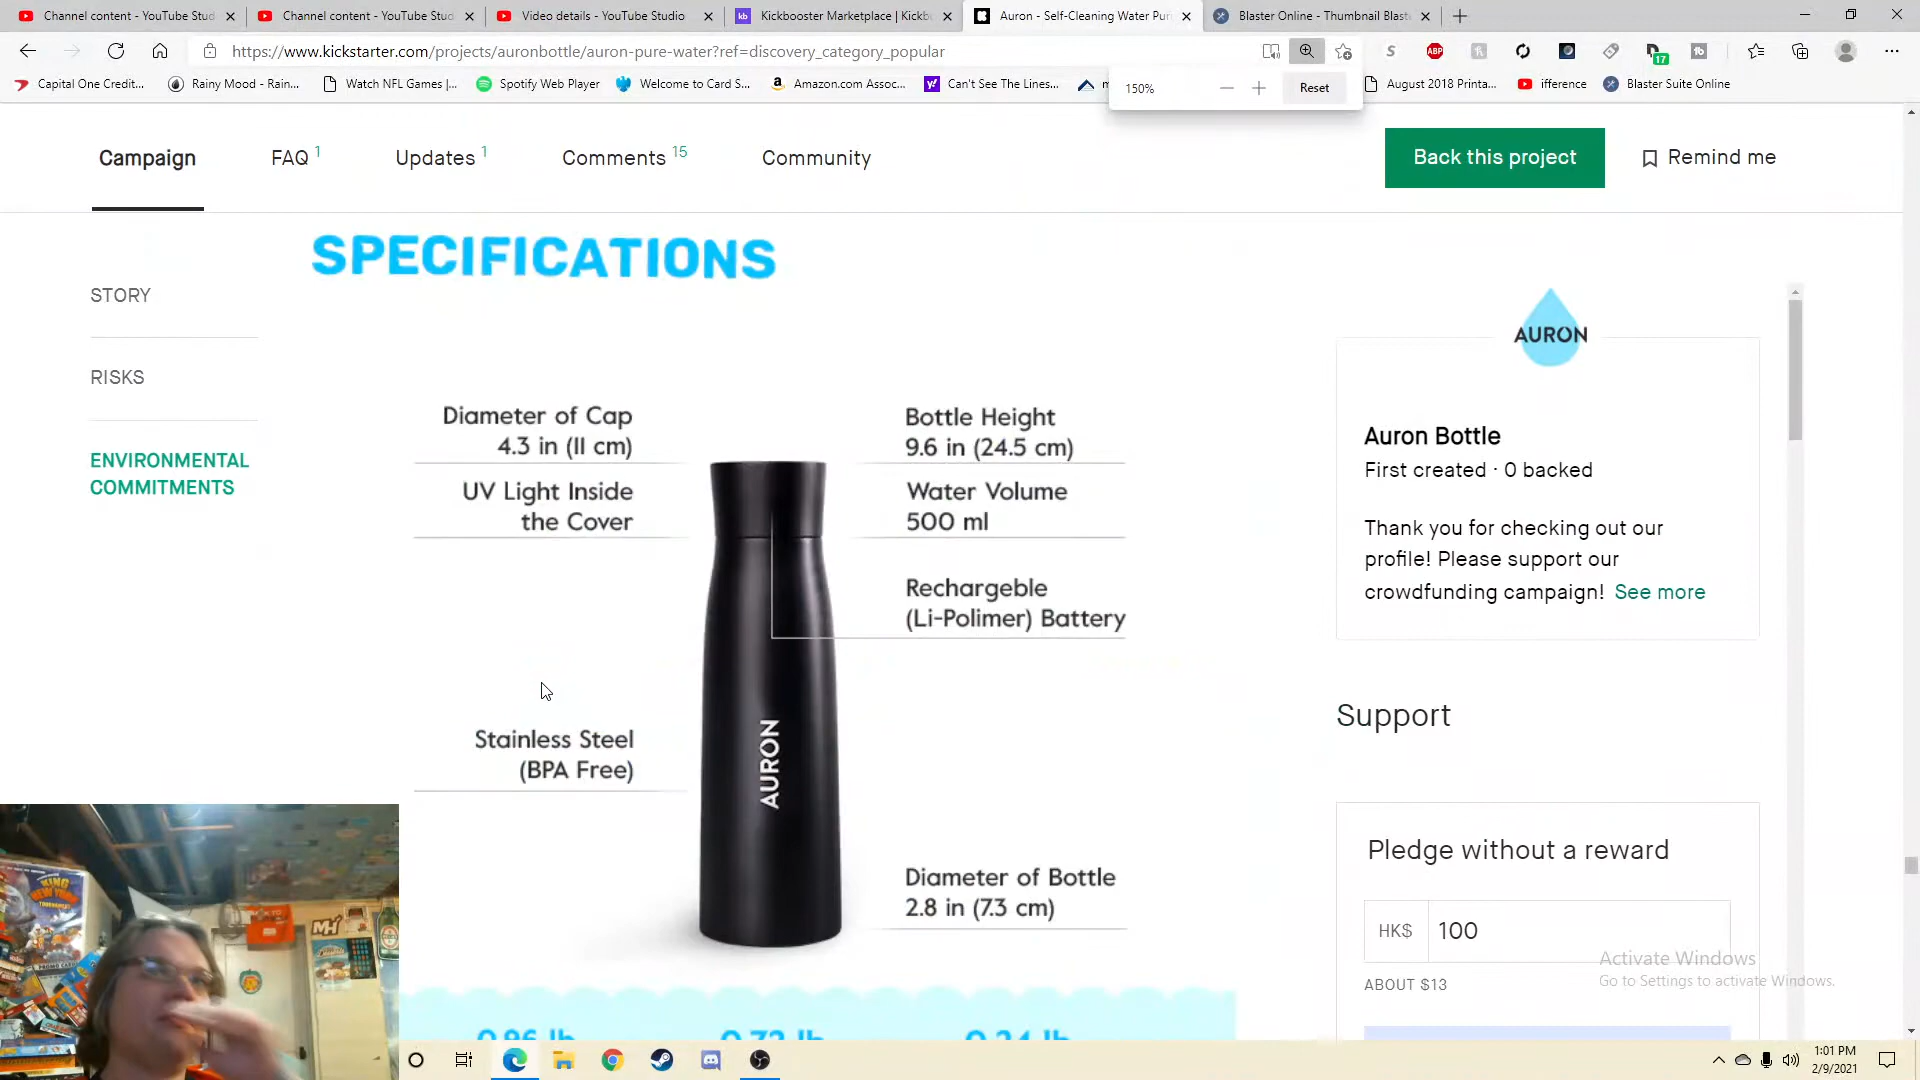 Channel content - YouTube Stud
Channel content - YouTube Stud
Video details - YouTube Studio
Kickbooster Marketplace | Kickb
Auron - Self-Cleaning Water Pur
Blaster Online - Thumbnail Blast
https://www.kickstarter.com/projects/auronbottle/auron-pure-water?ref=discovery_category_popular
ABP
17
Capital One Credit...
Rainy Mood - Rain...
Watch NFL Games |...
Spotify Web Player
Welcome to Card S...
Amazon.com Assoc...
Can't See The Lines...
August 2018 Printa...
ifference
Blaster Suite Online
150%
Reset
Campaign
FAQ 1
Updates 1
Comments 15
Community
Back this project
Remind me
STORY
RISKS
ENVIRONMENTAL
COMMITMENTS
SPECIFICATIONS
Diameter of Cap
4.3 in (11 cm)
UV Light Inside
the Cover
Stainless Steel
(BPA Free)
AURON
Bottle Height
9.6 in (24.5 cm)
Water Volume
500 ml
Rechargeble
(Li-Polimer) Battery
Diameter of Bottle
2.8 in (7.3 cm)
AURON
Auron Bottle
First created · 0 backed
Thank you for checking out our
profile! Please support our
crowdfunding campaign! See more
Support
Pledge without a reward
HK$ 100
ABOUT $13
Activate Windows
Go to Settings to activate Windows.
KING
NEW YORK
1:01 PM
2/9/2021